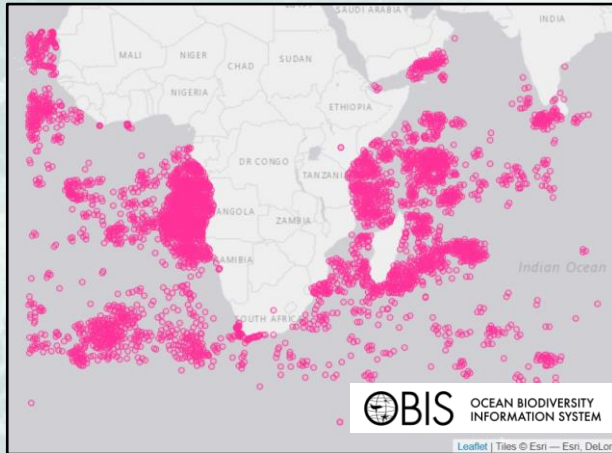 SAUDI ARABIA
INDIA
MALI
NIGER
CHAD
SUDAN
NIGERIA
ETHIOPIA
DR CONGO
TANZANIA
ANGOLA
ZAMBIA
NAMIBIA
Indian Ocean
SOUTH AFRICA
OBIS OCEAN BIODIVERSITY
INFORMATION SYSTEM
Leaflet | Tiles © Esri — Esri, DeLor